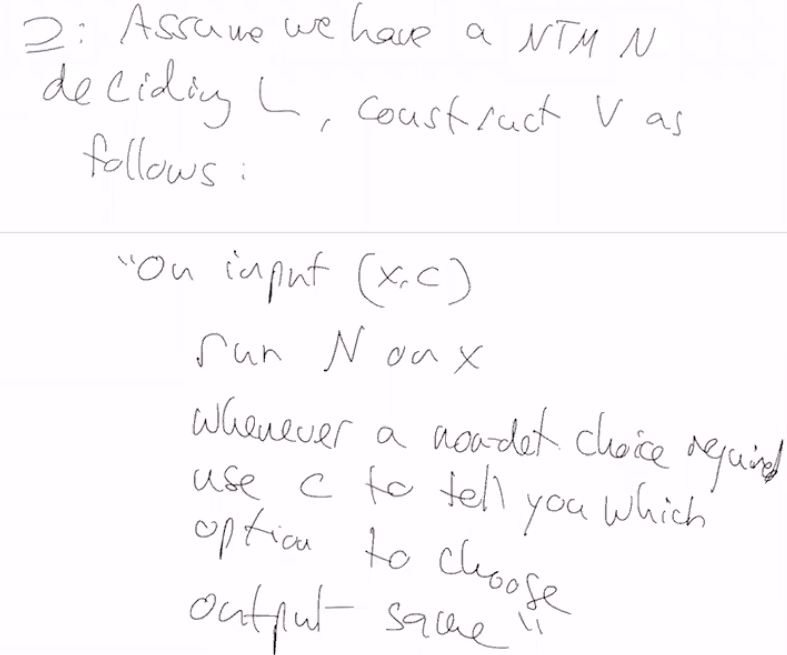 2: Assume we have a NTM N
deciding L, construct V as
follows:
"On input (x,c)
run N on x
whenever a non-det choice required
use c to tell you which
option to choose
output same"